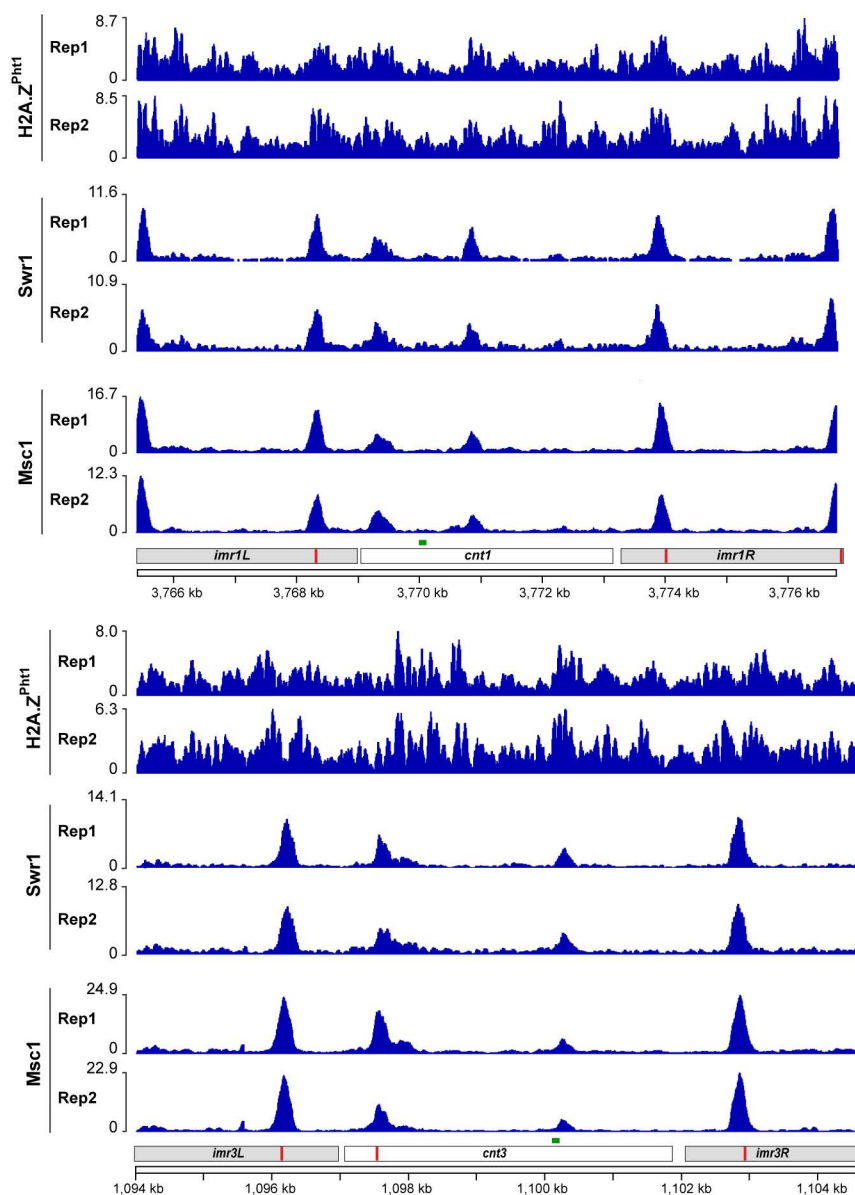 H2A.Z^Pht1
Rep1
8.7
0
Rep2
8.5
0
Swr1
Rep1
11.6
0
Rep2
10.9
0
Msc1
Rep1
16.7
0
Rep2
12.3
0
imr1L cnt1 imr1R
3,766 kb 3,768 kb 3,770 kb 3,772 kb 3,774 kb 3,776 kb
H2A.Z^Pht1
Rep1
8.0
0
Rep2
6.3
0
Swr1
Rep1
14.1
0
Rep2
12.8
0
Msc1
Rep1
24.9
0
Rep2
22.9
0
imr3L cnt3 imr3R
1,094 kb 1,096 kb 1,098 kb 1,100 kb 1,102 kb 1,104 kb